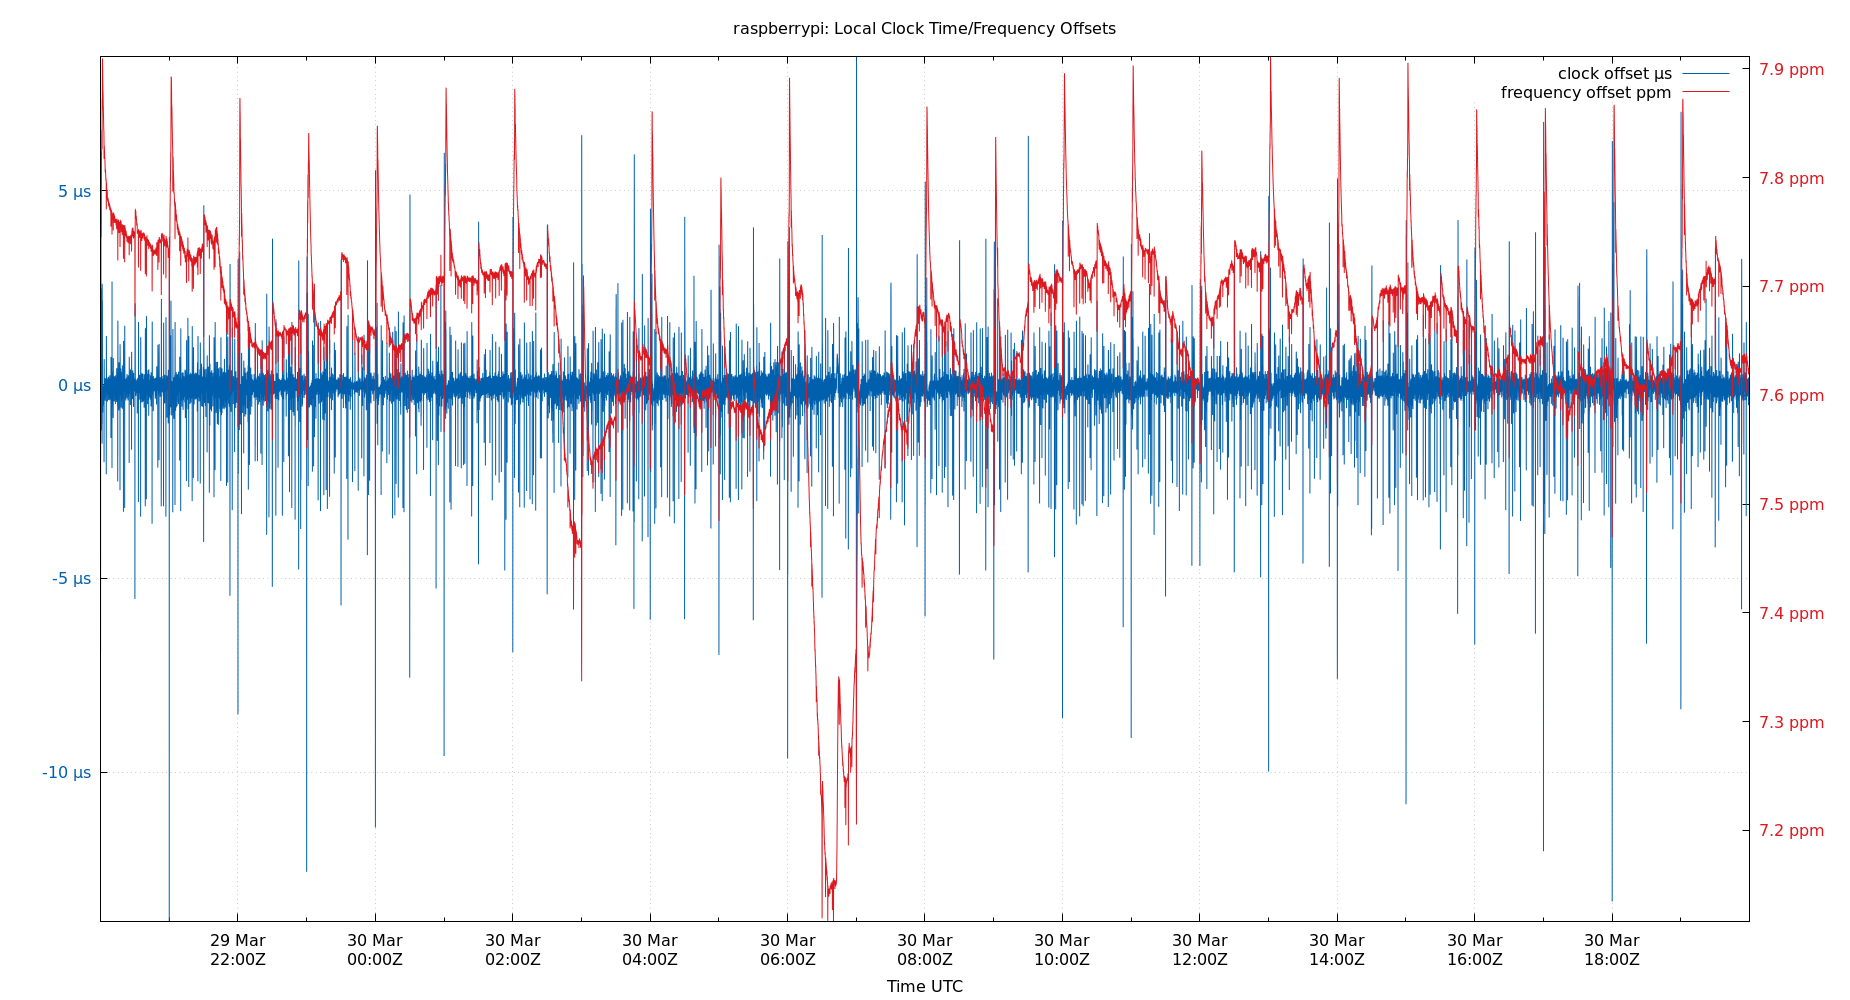 raspberrypi: Local Clock Time/Frequency Offsets
clock offset µs
frequency offset ppm
5 µs
0 µs
-5 µs
-10 µs
7.9 ppm
7.8 ppm
7.7 ppm
7.6 ppm
7.5 ppm
7.4 ppm
7.3 ppm
7.2 ppm
29 Mar
22:00Z
30 Mar
00:00Z
30 Mar
02:00Z
30 Mar
04:00Z
30 Mar
06:00Z
30 Mar
08:00Z
30 Mar
10:00Z
30 Mar
12:00Z
30 Mar
14:00Z
30 Mar
16:00Z
30 Mar
18:00Z
Time UTC